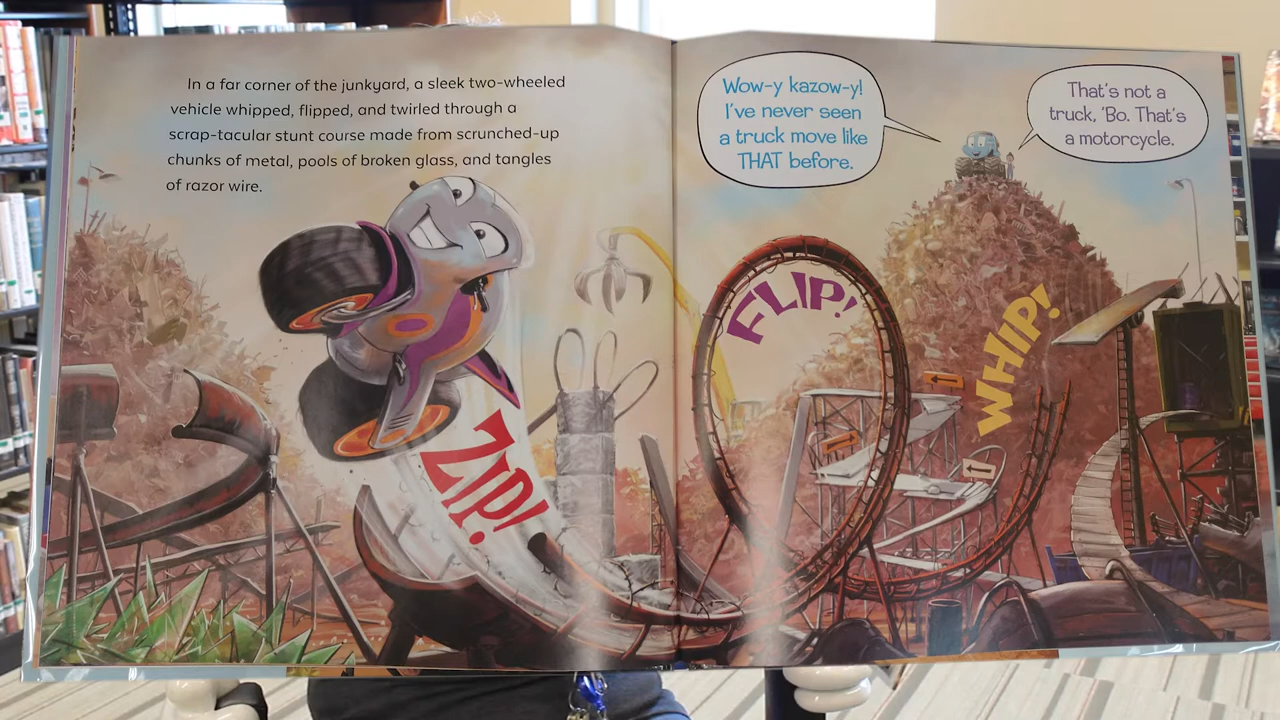 In a far corner of the junkyard, a sleek two-wheeled
vehicle whipped, flipped, and twirled through a
scrap-tacular stunt course made from scrunched-up
chunks of metal, pools of broken glass, and tangles
of razor wire.
ZIP!
Wow-y kazow-y!
I've never seen
a truck move like
THAT before.
That's not a
truck, 'Bo. That's
a motorcycle.
FLIP!
WHIP!